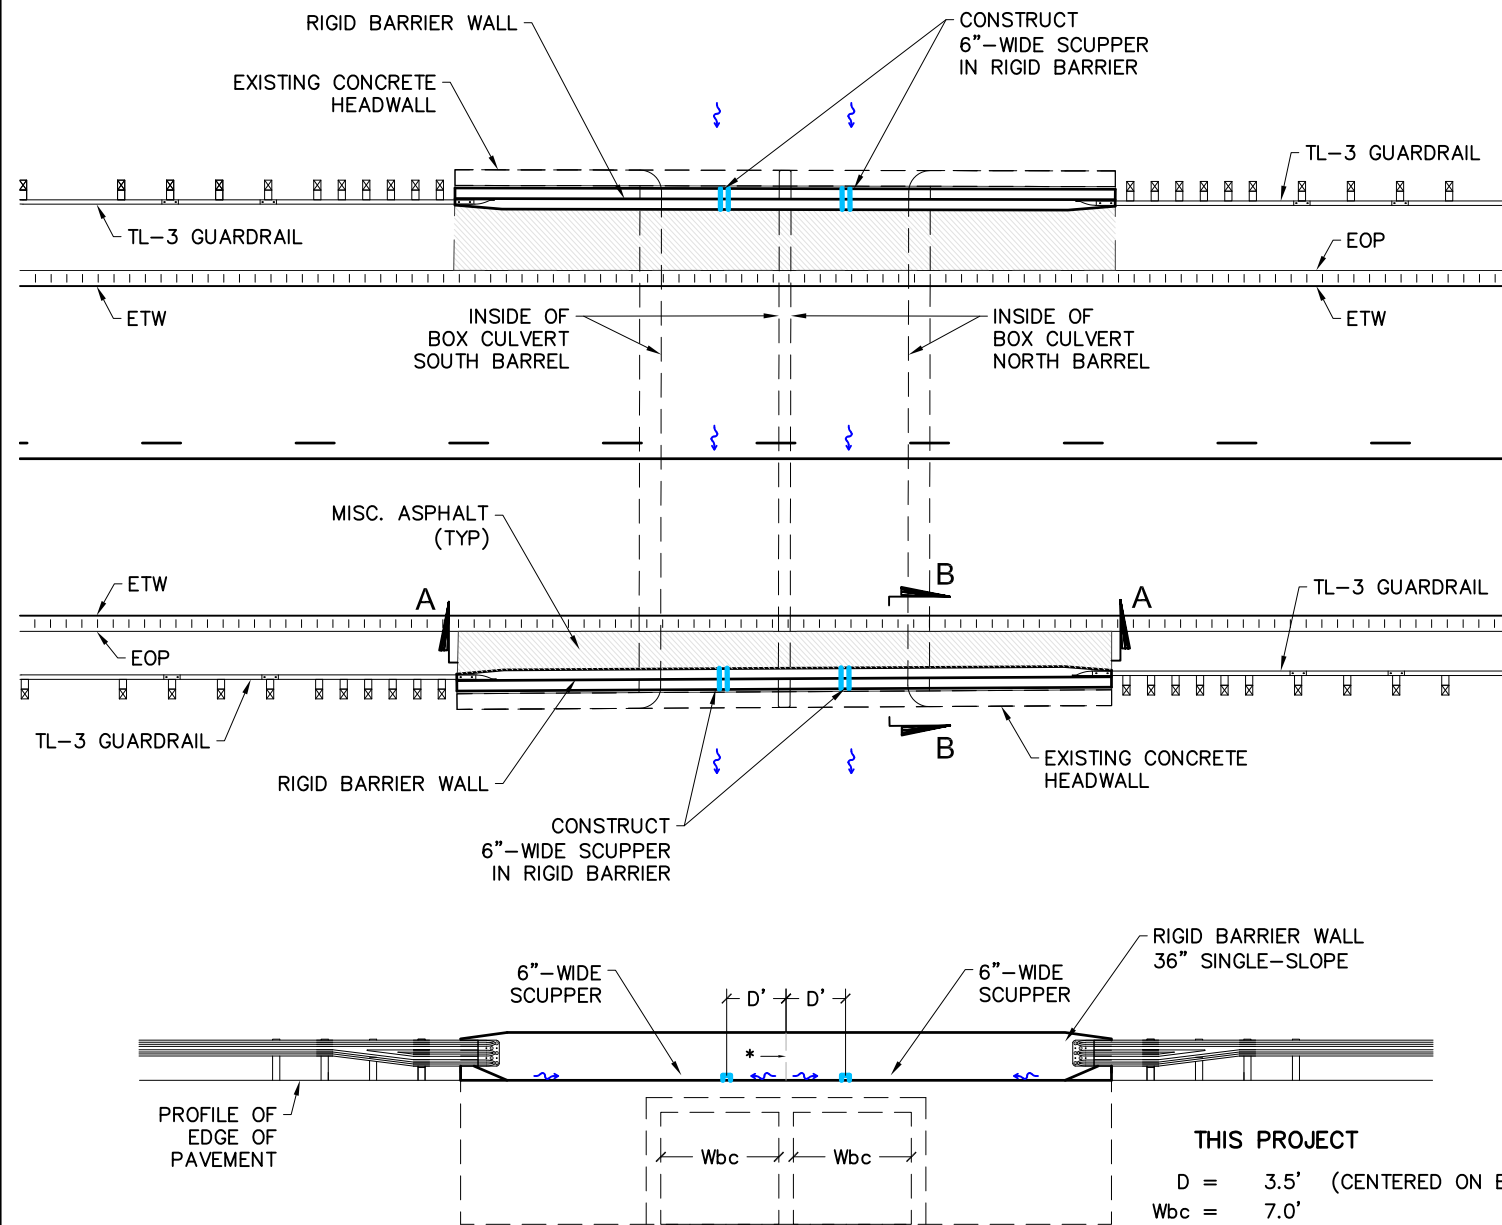 RIGID BARRIER WALL
CONSTRUCT
6"-WIDE SCUPPER
IN RIGID BARRIER
EXISTING CONCRETE
HEADWALL
TL-3 GUARDRAIL
TL-3 GUARDRAIL
EOP
ETW
ETW
INSIDE OF
BOX CULVERT
SOUTH BARREL
INSIDE OF
BOX CULVERT
NORTH BARREL
MISC. ASPHALT
(TYP)
ETW
A
B
A
TL-3 GUARDRAIL
EOP
TL-3 GUARDRAIL
B
EXISTING CONCRETE
HEADWALL
RIGID BARRIER WALL
CONSTRUCT
6"-WIDE SCUPPER
IN RIGID BARRIER
RIGID BARRIER WALL
36" SINGLE-SLOPE
6"-WIDE
SCUPPER
D' D'
6"-WIDE
SCUPPER
*
PROFILE OF
EDGE OF
PAVEMENT
Wbc Wbc
THIS PROJECT
D = 3.5' (CENTERED ON
Wbc = 7.0'